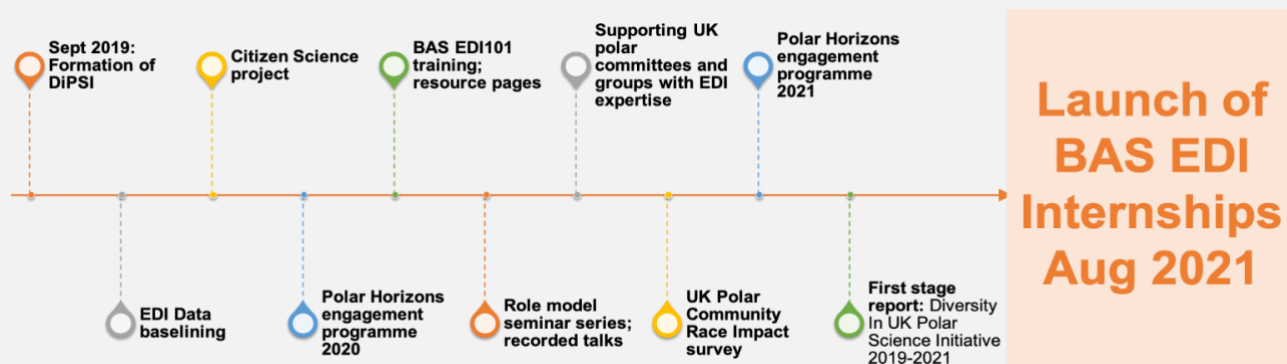 Sept 2019:
Formation of
DiPSI
Citizen Science
project
BAS EDI101
training;
resource pages
Supporting UK
polar
committees and
groups with EDI
expertise
Polar Horizons
engagement
programme
2021
EDI Data
baselining
Polar Horizons
engagement
programme
2020
Role model
seminar series;
recorded talks
UK Polar
Community
Race Impact
survey
First stage
report: Diversity
In UK Polar
Science Initiative
2019-2021
Launch of
BAS EDI
Internships
Aug 2021